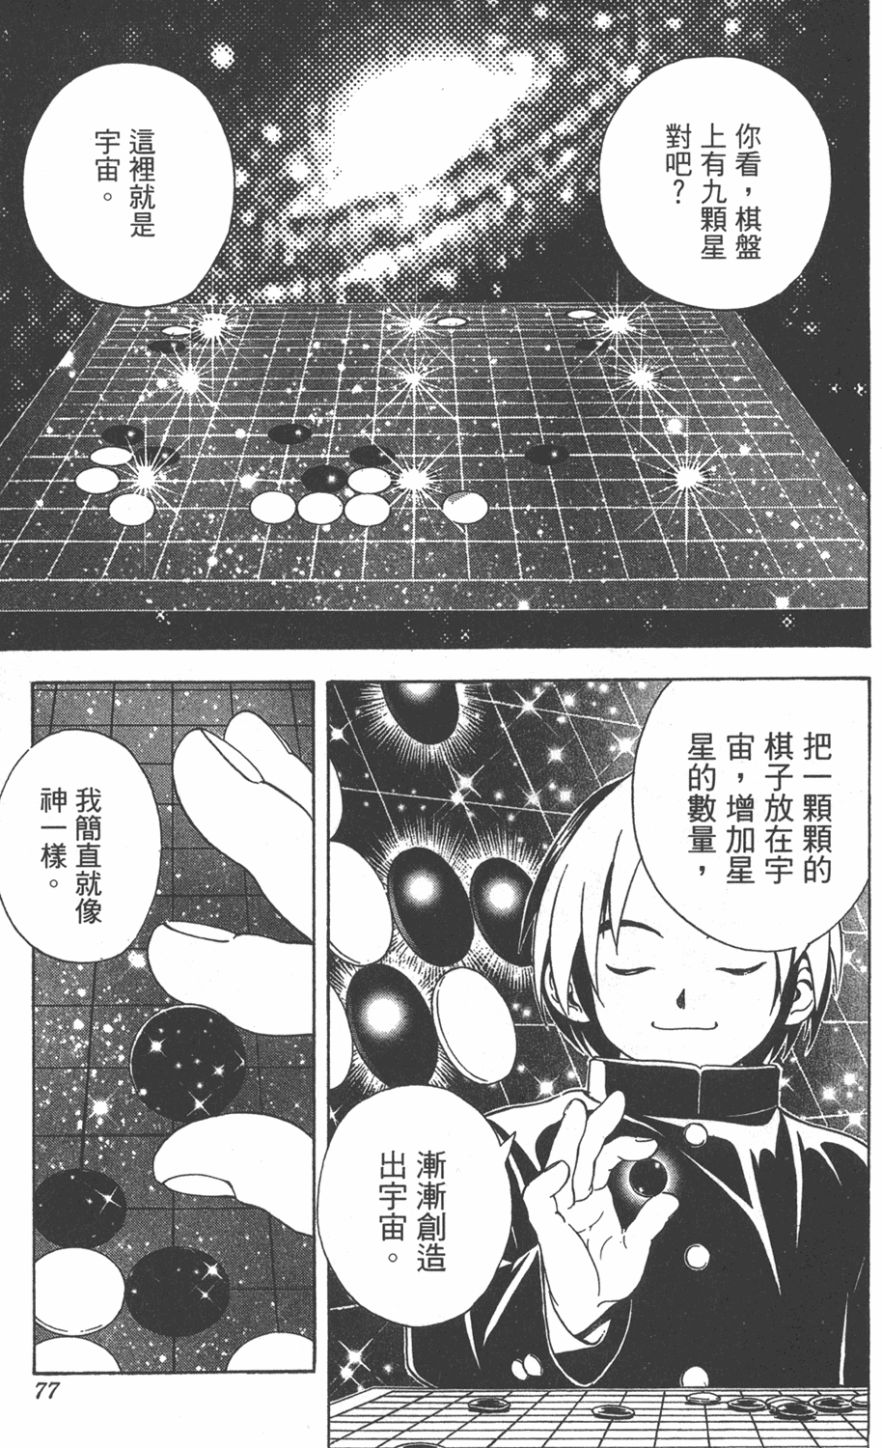 你看，棋盤
上有九顆星
對吧？
這裡就是
宇宙。
把一顆顆的
棋子放在宇
宙，增加星
星的數量，
漸漸創造
出宇宙。
我簡直就像
神一樣。
77